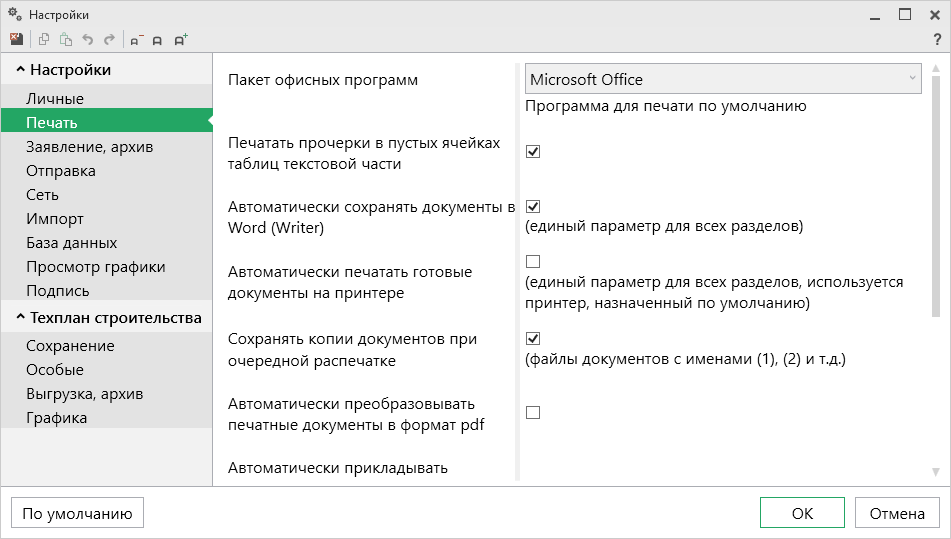 Настройки
А− А А+ ?
Настройки
Личные
Печать
Заявление, архив
Отправка
Сеть
Импорт
База данных
Просмотр графики
Подпись
Техплан строительства
Сохранение
Особые
Выгрузка, архив
Графика
Пакет офисных программ
Microsoft Office
Программа для печати по умолчанию
Печатать прочерки в пустых ячейках
таблиц текстовой части
Автоматически сохранять документы в
Word (Writer)
(единый параметр для всех разделов)
Автоматически печатать готовые
документы на принтере
(единый параметр для всех разделов, используется
принтер, назначенный по умолчанию)
Сохранять копии документов при
очередной распечатке
(файлы документов с именами (1), (2) и т.д.)
Автоматически преобразовывать
печатные документы в формат pdf
Автоматически прикладывать
По умолчанию
ОК
Отмена